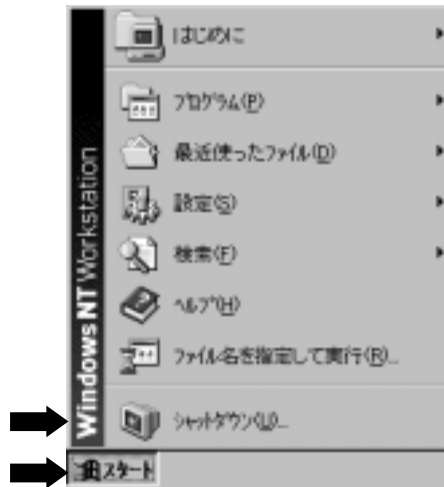 はじめに
プログラム(P)
最近使ったファイル(D)
設定(S)
検索(F)
ヘルプ(H)
ファイル名を指定して実行(R)...
シャットダウン(U)...
Windows NT Workstation
スタート